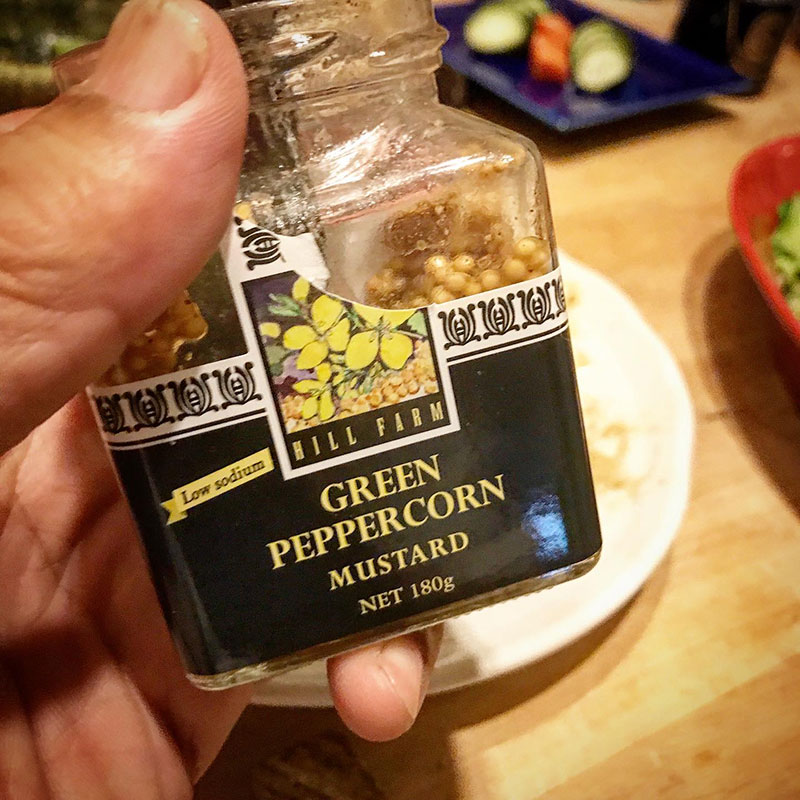 HILL FARM
Low sodium
GREEN
PEPPERCORN
MUSTARD
NET 180g